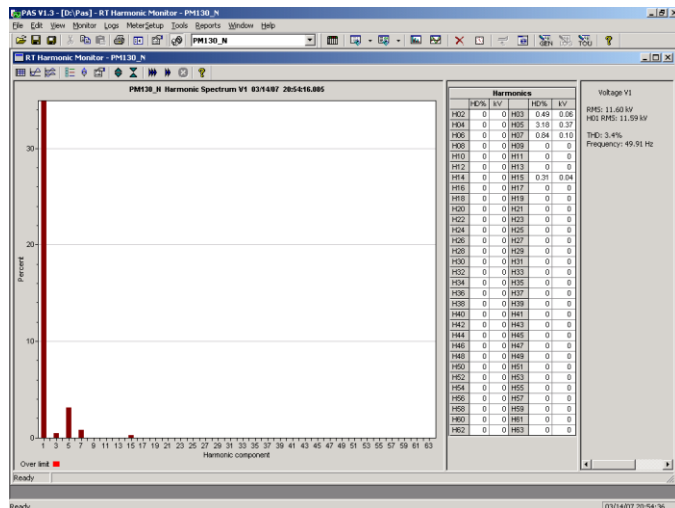 PAS V1.3 - [D:\Pas] - RT Harmonic Monitor - PM130_N
File Edit View Monitor Logs MeterSetup Tools Reports Window Help
PM130_N
GEN TOU
RT Harmonic Monitor - PM130_N
PM130_N Harmonic Spectrum V1 03/14/07 20:54:16.005
Percent
30
20
10
0
1 3 5 7 9 11 13 15 17 19 21 23 25 27 29 31 33 35 37 39 41 43 45 47 49 51 53 55 57 59 61 63
Harmonic component
Over limit
Harmonics
HD% kV HD% kV
H02 0 0 H03 0.49 0.06
H04 0 0 H05 3.18 0.37
H06 0 0 H07 0.84 0.10
H08 0 0 H09 0 0
H10 0 0 H11 0 0
H12 0 0 H13 0 0
H14 0 0 H15 0.31 0.04
H16 0 0 H17 0 0
H18 0 0 H19 0 0
H20 0 0 H21 0 0
H22 0 0 H23 0 0
H24 0 0 H25 0 0
H26 0 0 H27 0 0
H28 0 0 H29 0 0
H30 0 0 H31 0 0
H32 0 0 H33 0 0
H34 0 0 H35 0 0
H36 0 0 H37 0 0
H38 0 0 H39 0 0
H40 0 0 H41 0 0
H42 0 0 H43 0 0
H44 0 0 H45 0 0
H46 0 0 H47 0 0
H48 0 0 H49 0 0
H50 0 0 H51 0 0
H52 0 0 H53 0 0
H54 0 0 H55 0 0
H56 0 0 H57 0 0
H58 0 0 H59 0 0
H60 0 0 H61 0 0
H62 0 0 H63 0 0
Voltage V1
RMS: 11.60 kV
H01 RMS: 11.59 kV
THD: 3.4%
Frequency: 49.91 Hz
Ready
Ready
03/14/07 20:54:36